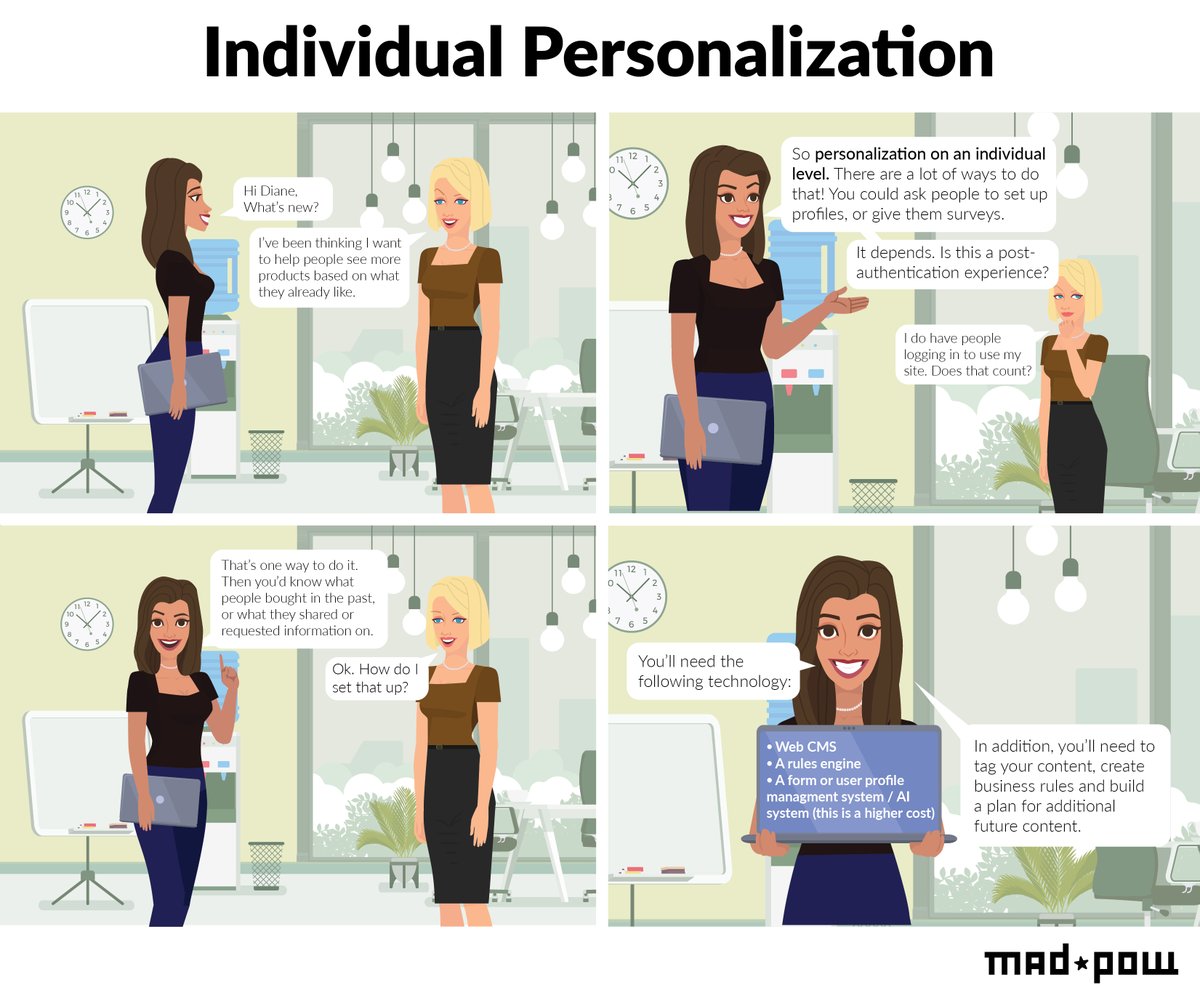 Individual Personalization
Hi Diane,
What's new?
I've been thinking I want
to help people see more
products based on what
they already like.
So personalization on an individual
level. There are a lot of ways to do
that! You could ask people to set up
profiles, or give them surveys.
It depends. Is this a post-
authentication experience?
I do have people
logging in to use my
site. Does that count?
That's one way to do it.
Then you'd know what
people bought in the past,
or what they shared or
requested information on.
Ok. How do I
set that up?
You'll need the
following technology:
• Web CMS
• A rules engine
• A form or user profile
managment system / AI
system (this is a higher cost)
In addition, you'll need to
tag your content, create
business rules and build
a plan for additional
future content.
mad★pow